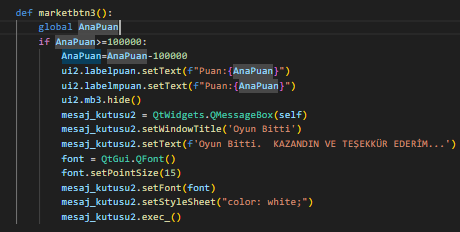 def marketbtn3():
global AnaPuan
if AnaPuan>=100000:
AnaPuan=AnaPuan-100000
ui2.labelpuan.setText(f"Puan:{AnaPuan}")
ui2.labelmpuan.setText(f"Puan:{AnaPuan}")
ui2.mb3.hide()
mesaj_kutusu2 = QtWidgets.QMessageBox(self)
mesaj_kutusu2.setWindowTitle('Oyun Bitti')
mesaj_kutusu2.setText(f'Oyun Bitti.  KAZANDIN VE TEŞEKKÜR EDERİM...')
font = QtGui.QFont()
font.setPointSize(15)
mesaj_kutusu2.setFont(font)
mesaj_kutusu2.setStyleSheet("color: white;")
mesaj_kutusu2.exec_()